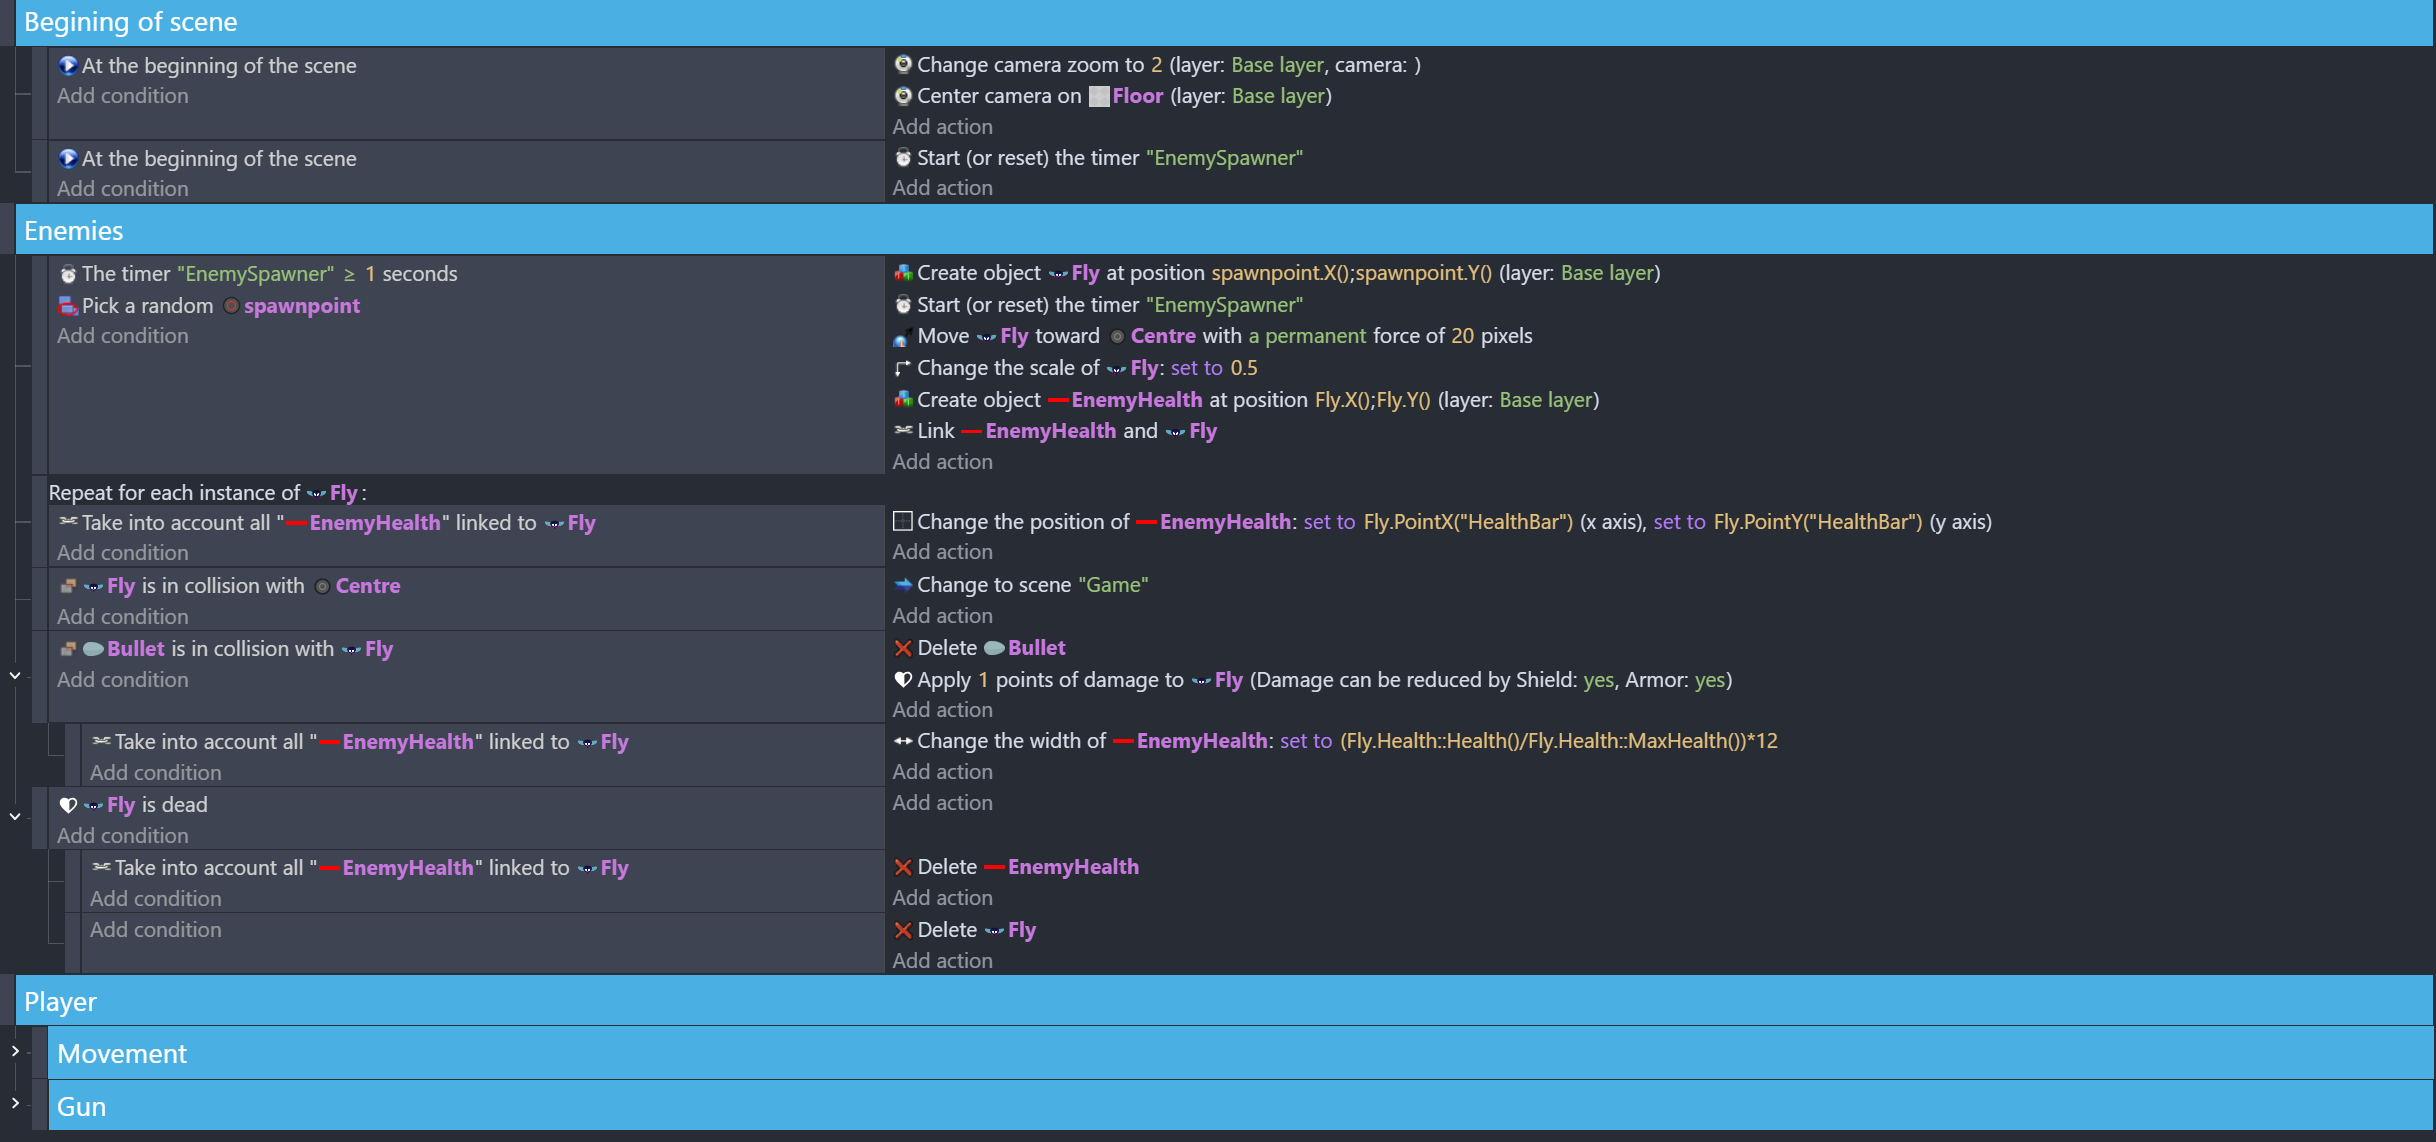 Begining of scene
At the beginning of the scene
Add condition
Change camera zoom to 2 (layer: Base layer, camera: )
Center camera on Floor (layer: Base layer)
Add action
At the beginning of the scene
Add condition
Start (or reset) the timer "EnemySpawner"
Add action
Enemies
The timer "EnemySpawner" ≥ 1 seconds
Pick a random spawnpoint
Add condition
Create object Fly at position spawnpoint.X();spawnpoint.Y() (layer: Base layer)
Start (or reset) the timer "EnemySpawner"
Move Fly toward Centre with a permanent force of 20 pixels
Change the scale of Fly: set to 0.5
Create object EnemyHealth at position Fly.X();Fly.Y() (layer: Base layer)
Link EnemyHealth and Fly
Add action
Repeat for each instance of Fly:
Take into account all "EnemyHealth" linked to Fly
Add condition
Change the position of EnemyHealth: set to Fly.PointX("HealthBar") (x axis), set to Fly.PointY("HealthBar") (y axis)
Add action
Fly is in collision with Centre
Add condition
Change to scene "Game"
Add action
Bullet is in collision with Fly
Add condition
Delete Bullet
Apply 1 points of damage to Fly (Damage can be reduced by Shield: yes, Armor: yes)
Add action
Take into account all "EnemyHealth" linked to Fly
Add condition
Change the width of EnemyHealth: set to (Fly.Health::Health()/Fly.Health::MaxHealth())*12
Add action
Fly is dead
Add condition
Add action
Take into account all "EnemyHealth" linked to Fly
Add condition
Delete EnemyHealth
Add action
Add condition
Delete Fly
Add action
Player
Movement
Gun